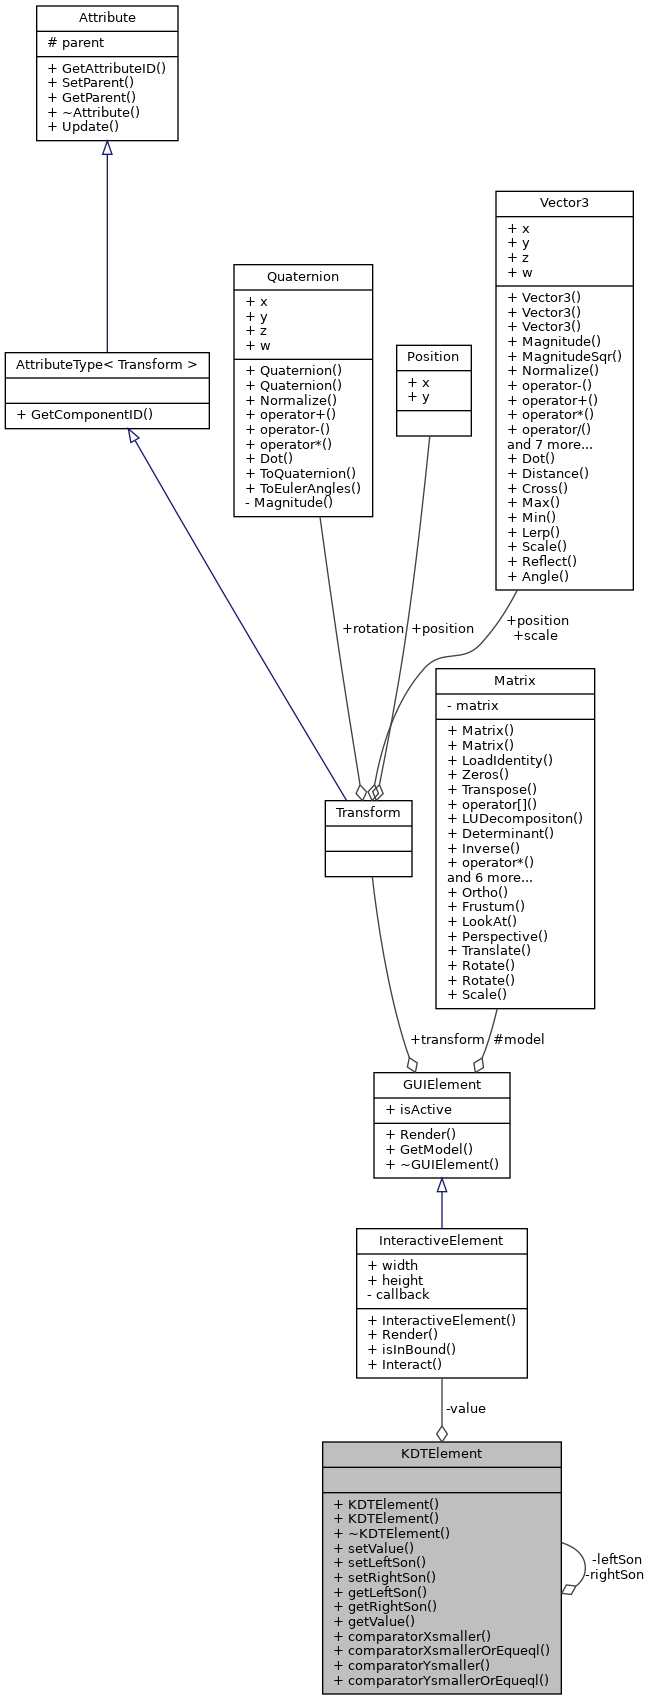 Attribute
# parent
+ GetAttributeID()
+ SetParent()
+ GetParent()
+ ~Attribute()
+ Update()
Vector3
+ x
+ y
+ z
+ w
+ Vector3()
+ Vector3()
+ Vector3()
+ Magnitude()
+ MagnitudeSqr()
+ Normalize()
+ operator-()
+ operator+()
+ operator*()
+ operator/()
and 7 more...
+ Dot()
+ Distance()
+ Cross()
+ Max()
+ Min()
+ Lerp()
+ Scale()
+ Reflect()
+ Angle()
Quaternion
+ x
+ y
+ z
+ w
+ Quaternion()
+ Quaternion()
+ Normalize()
+ operator+()
+ operator-()
+ operator*()
+ Dot()
+ ToQuaternion()
+ ToEulerAngles()
- Magnitude()
Position
+ x
+ y
AttributeType< Transform >
+ GetComponentID()
+rotation
+position
+position
+scale
Matrix
- matrix
+ Matrix()
+ Matrix()
+ LoadIdentity()
+ Zeros()
+ Transpose()
+ operator[]()
+ LUDecompositon()
+ Determinant()
+ Inverse()
+ operator*()
and 6 more...
+ Ortho()
+ Frustum()
+ LookAt()
+ Perspective()
+ Translate()
+ Rotate()
+ Rotate()
+ Scale()
Transform
+transform
#model
GUIElement
+ isActive
+ Render()
+ GetModel()
+ ~GUIElement()
InteractiveElement
+ width
+ height
- callback
+ InteractiveElement()
+ Render()
+ isInBound()
+ Interact()
-value
KDTElement
+ KDTElement()
+ KDTElement()
+ ~KDTElement()
+ setValue()
+ setLeftSon()
+ setRightSon()
+ getLeftSon()
+ getRightSon()
+ getValue()
+ comparatorXsmaller()
+ comparatorXsmallerOrEqueql()
+ comparatorYsmaller()
+ comparatorYsmallerOrEqueql()
-leftSon
-rightSon